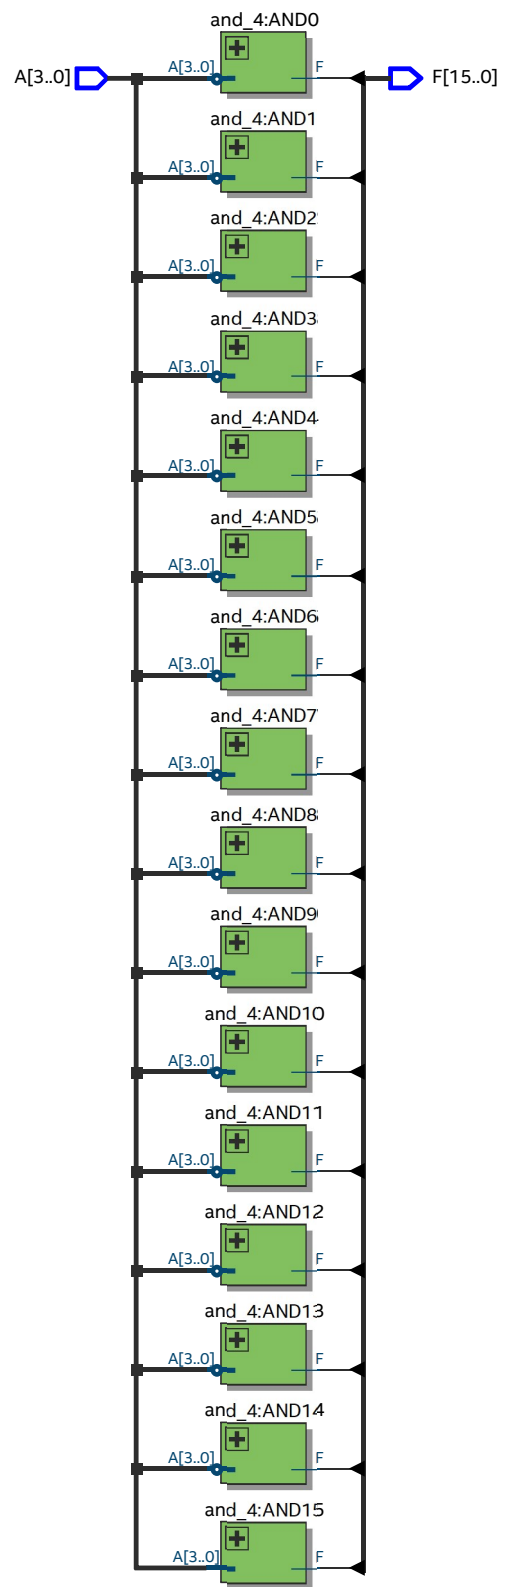 and_4:AND0
A[3..0] A[3..0] F F[15..0]
and_4:AND1
A[3..0] F
and_4:AND2
A[3..0] F
and_4:AND3
A[3..0] F
and_4:AND4
A[3..0] F
and_4:AND5
A[3..0] F
and_4:AND6
A[3..0] F
and_4:AND7
A[3..0] F
and_4:AND8
A[3..0] F
and_4:AND9
A[3..0] F
and_4:AND10
A[3..0] F
and_4:AND11
A[3..0] F
and_4:AND12
A[3..0] F
and_4:AND13
A[3..0] F
and_4:AND14
A[3..0] F
and_4:AND15
A[3..0] F